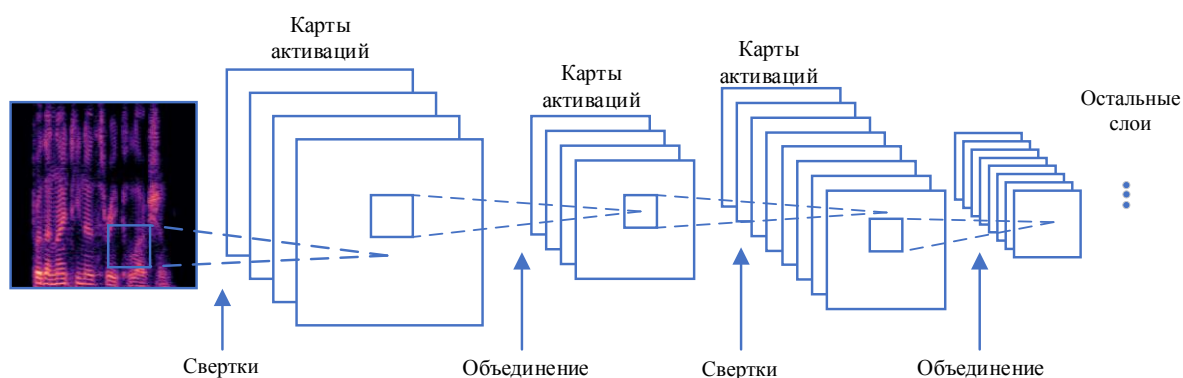 Карты
активаций
Карты
активаций
Карты
активаций
Остальные
слои
Свертки
Объединение
Свертки
Объединение